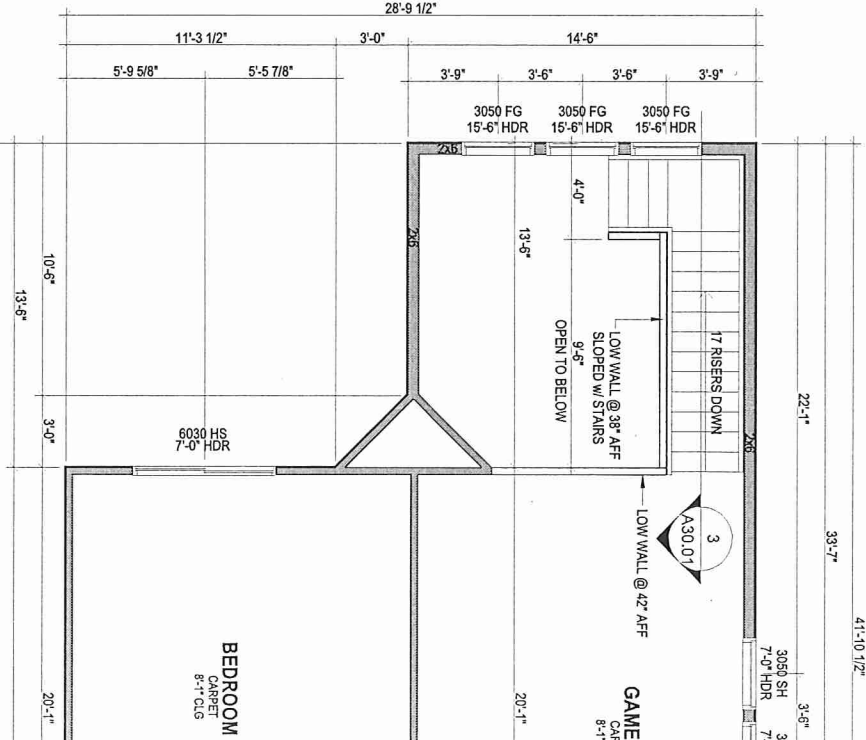 28'-9 1/2"
11'-3 1/2"
3'-0"
14'-6"
5'-9 5/8"
5'-5 7/8"
3'-9"
3'-6"
3'-6"
3'-9"
3050 FG
15'-6" HDR
3050 FG
15'-6" HDR
3050 FG
15'-6" HDR
2x6
2x6
4'-0"
13'-6"
10'-6"
13'-6"
LOW WALL @ 38" AFF
SLOPED w/ STAIRS
9'-6"
OPEN TO BELOW
17 RISERS DOWN
2x6
22'-1"
33'-7"
41'-10 1/2"
3'-0"
6030 HS
7'-0" HDR
3
A30.01
LOW WALL @ 42" AFF
BEDROOM
CARPET
8'-1" CLG
20'-1"
20'-1"
GAME
CAR
8'-1"
3050 SH
7'-0" HDR
3'-6"
3
7'